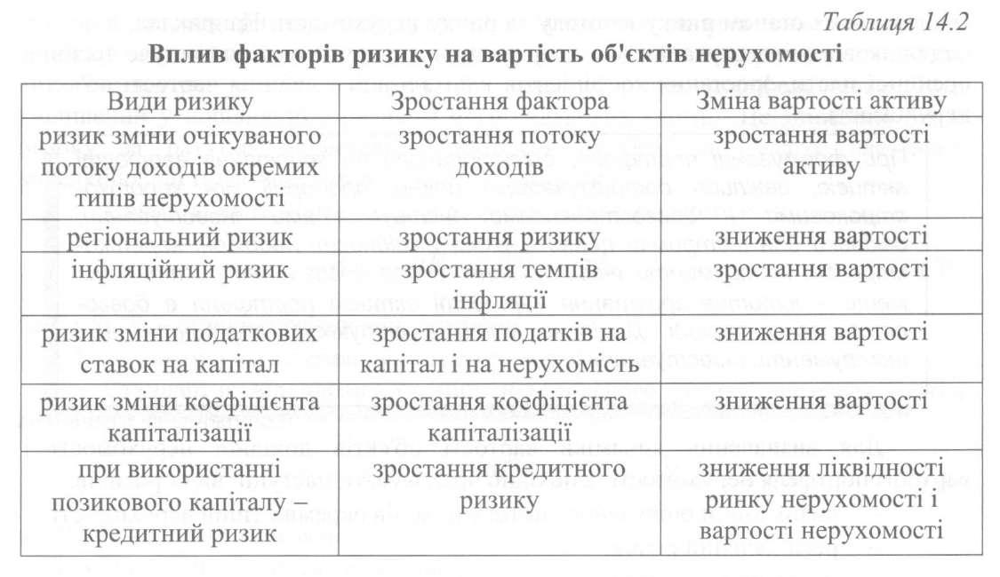 Таблиця 14.2
Вплив факторів ризику на вартість об'єктів нерухомості
Види ризику
Зростання фактора
Зміна вартості активу
ризик зміни очікуваного
потоку доходів окремих
типів нерухомості
зростання потоку
доходів
зростання вартості
активу
регіональний ризик
зростання ризику
зниження вартості
інфляційний ризик
зростання темпів
інфляції
зростання вартості
ризик зміни податкових
ставок на капітал
зростання податків на
капітал і на нерухомість
зниження вартості
ризик зміни коефіцієнта
капіталізації
зростання коефіцієнта
капіталізації
зниження вартості
при використанні
позикового капіталу –
кредитний ризик
зростання кредитного
ризику
зниження ліквідності
ринку нерухомості і
вартості нерухомості